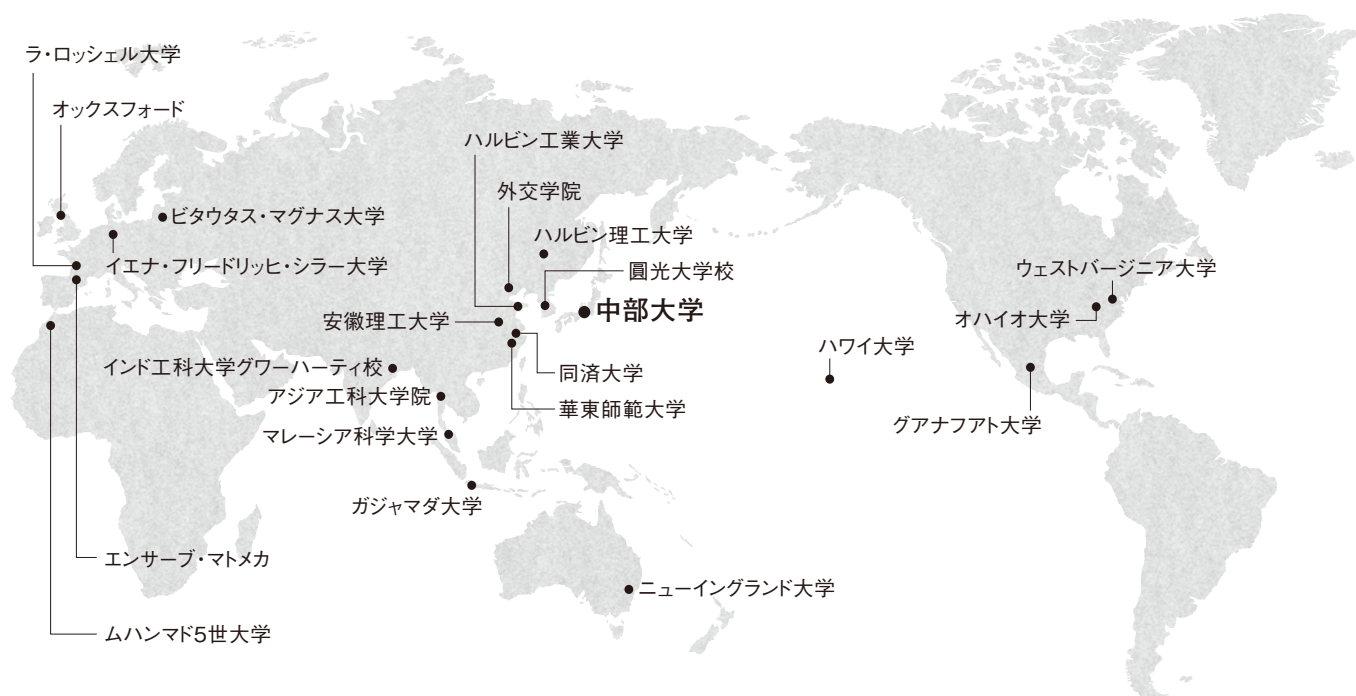 ラ・ロッシェル大学
オックスフォード
ハルビン工業大学
外交学院
ビタウタス・マグナス大学
ハルビン理工大学
イエナ・フリードリッヒ・シラー大学
圓光大学校
ウェストバージニア大学
中部大学
安徽理工大学
オハイオ大学
ハワイ大学
インド工科大学グワーハーティ校
同済大学
アジア工科大学院
華東師範大学
グアナフアト大学
マレーシア科学大学
ガジャマダ大学
エンサーブ・マトメカ
ニューイングランド大学
ムハンマド5世大学